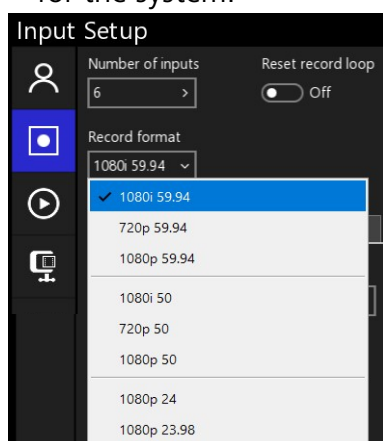 for the system.
Input Setup
Number of inputs
Reset record loop
6 >
Off
Record format
1080i 59.94
1080i 59.94
720p 59.94
1080p 59.94
1080i 50
720p 50
1080p 50
1080p 24
1080p 23.98